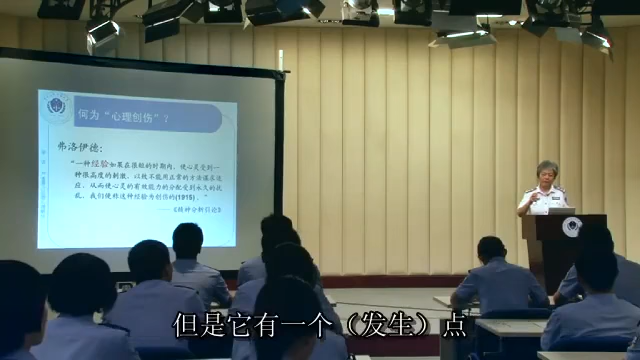 何为“心理创伤”？
弗洛伊德：
“一种经验如果在很短的时期内，使心灵受到一
种很高度的刺激，以致不能用正常的方法谋求适
应，从而使心灵的有效能力的分配受到永久的扰
乱，我们便称这种经验为创伤的(1915)。”
——《精神分析引论》
但是它有一个（发生）点